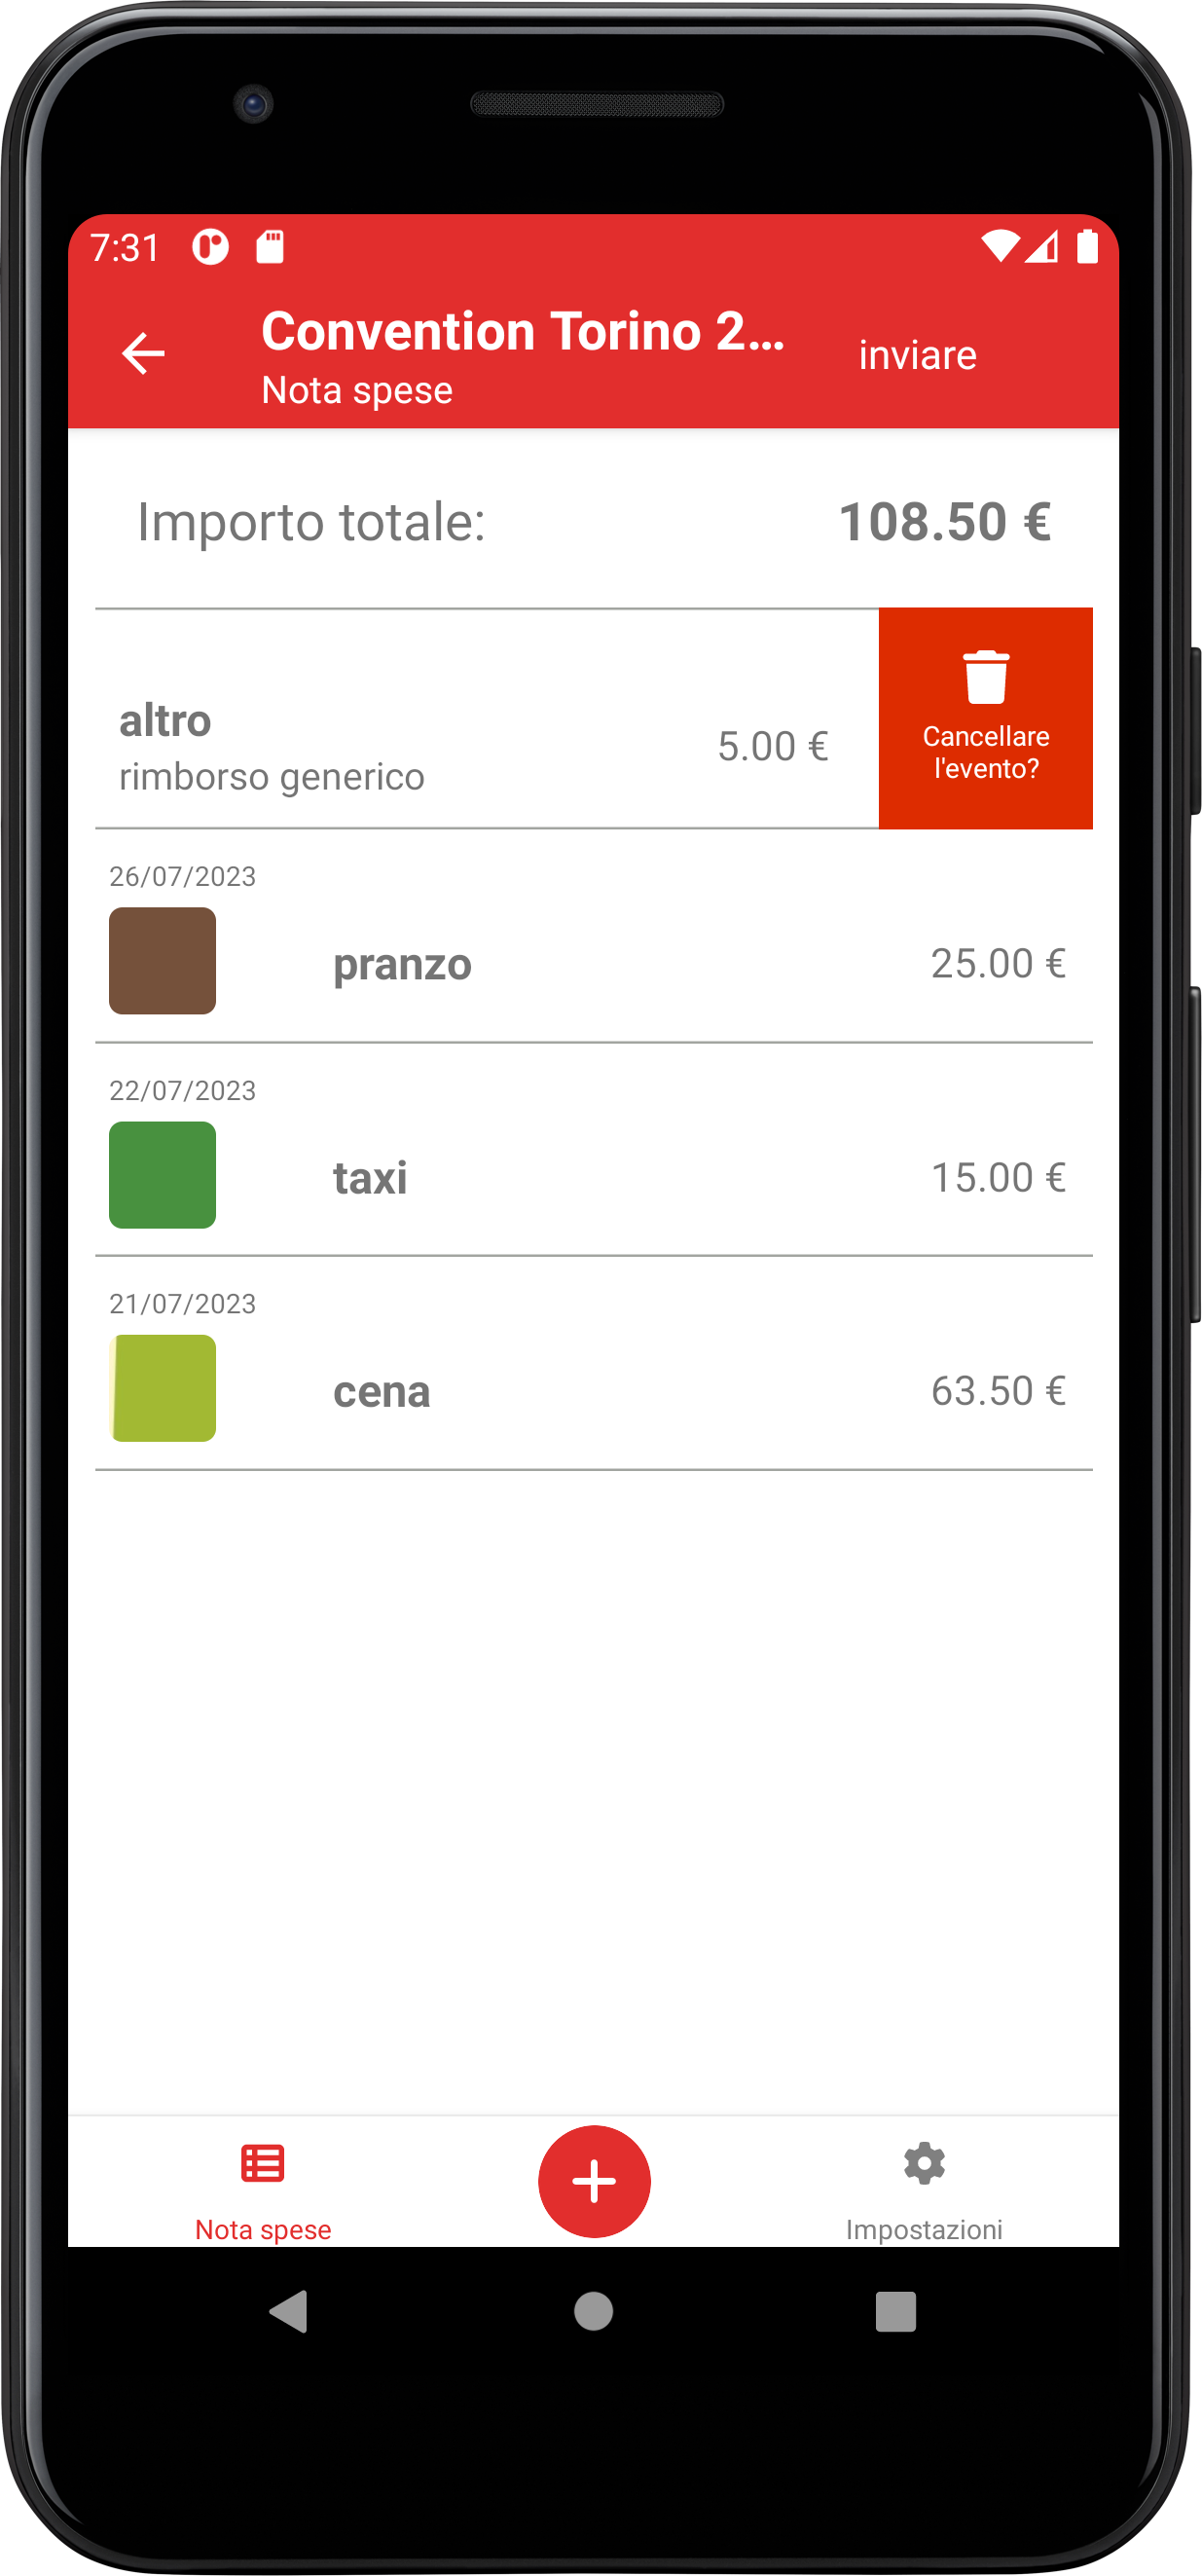 7:31
Convention Torino 2...
Nota spese
inviare
Importo totale:
108.50 €
altro
rimborso generico
5.00 €
Cancellare
l'evento?
26/07/2023
pranzo
25.00 €
22/07/2023
taxi
15.00 €
21/07/2023
cena
63.50 €
Nota spese
Impostazioni